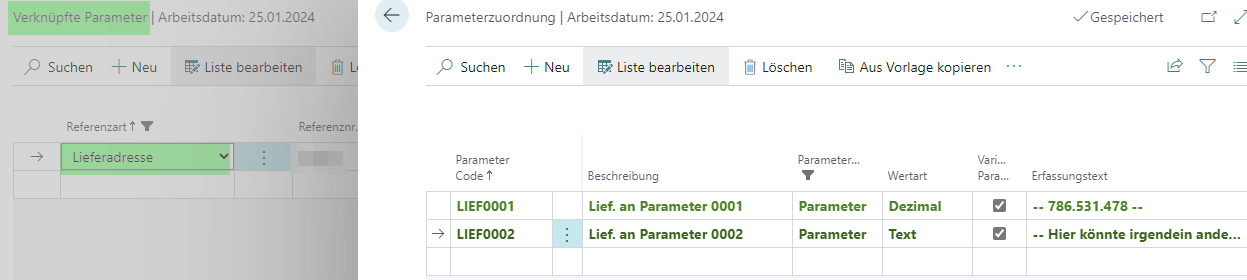 Verknüpfte Parameter | Arbeitsdatum: 25.01.2024
Suchen Neu Liste bearbeiten
Referenzart↑ Referenznr.
Lieferadresse
Parameterzuordnung | Arbeitsdatum: 25.01.2024 Gespeichert
Suchen Neu Liste bearbeiten Löschen Aus Vorlage kopieren ···
Parameter Code↑ Beschreibung Parameter... Wertart Vari... Para... Erfassungstext
LIEF0001 Lief. an Parameter 0001 Parameter Dezimal -- 786.531.478 --
LIEF0002 Lief. an Parameter 0002 Parameter Text -- Hier könnte irgendein ande...